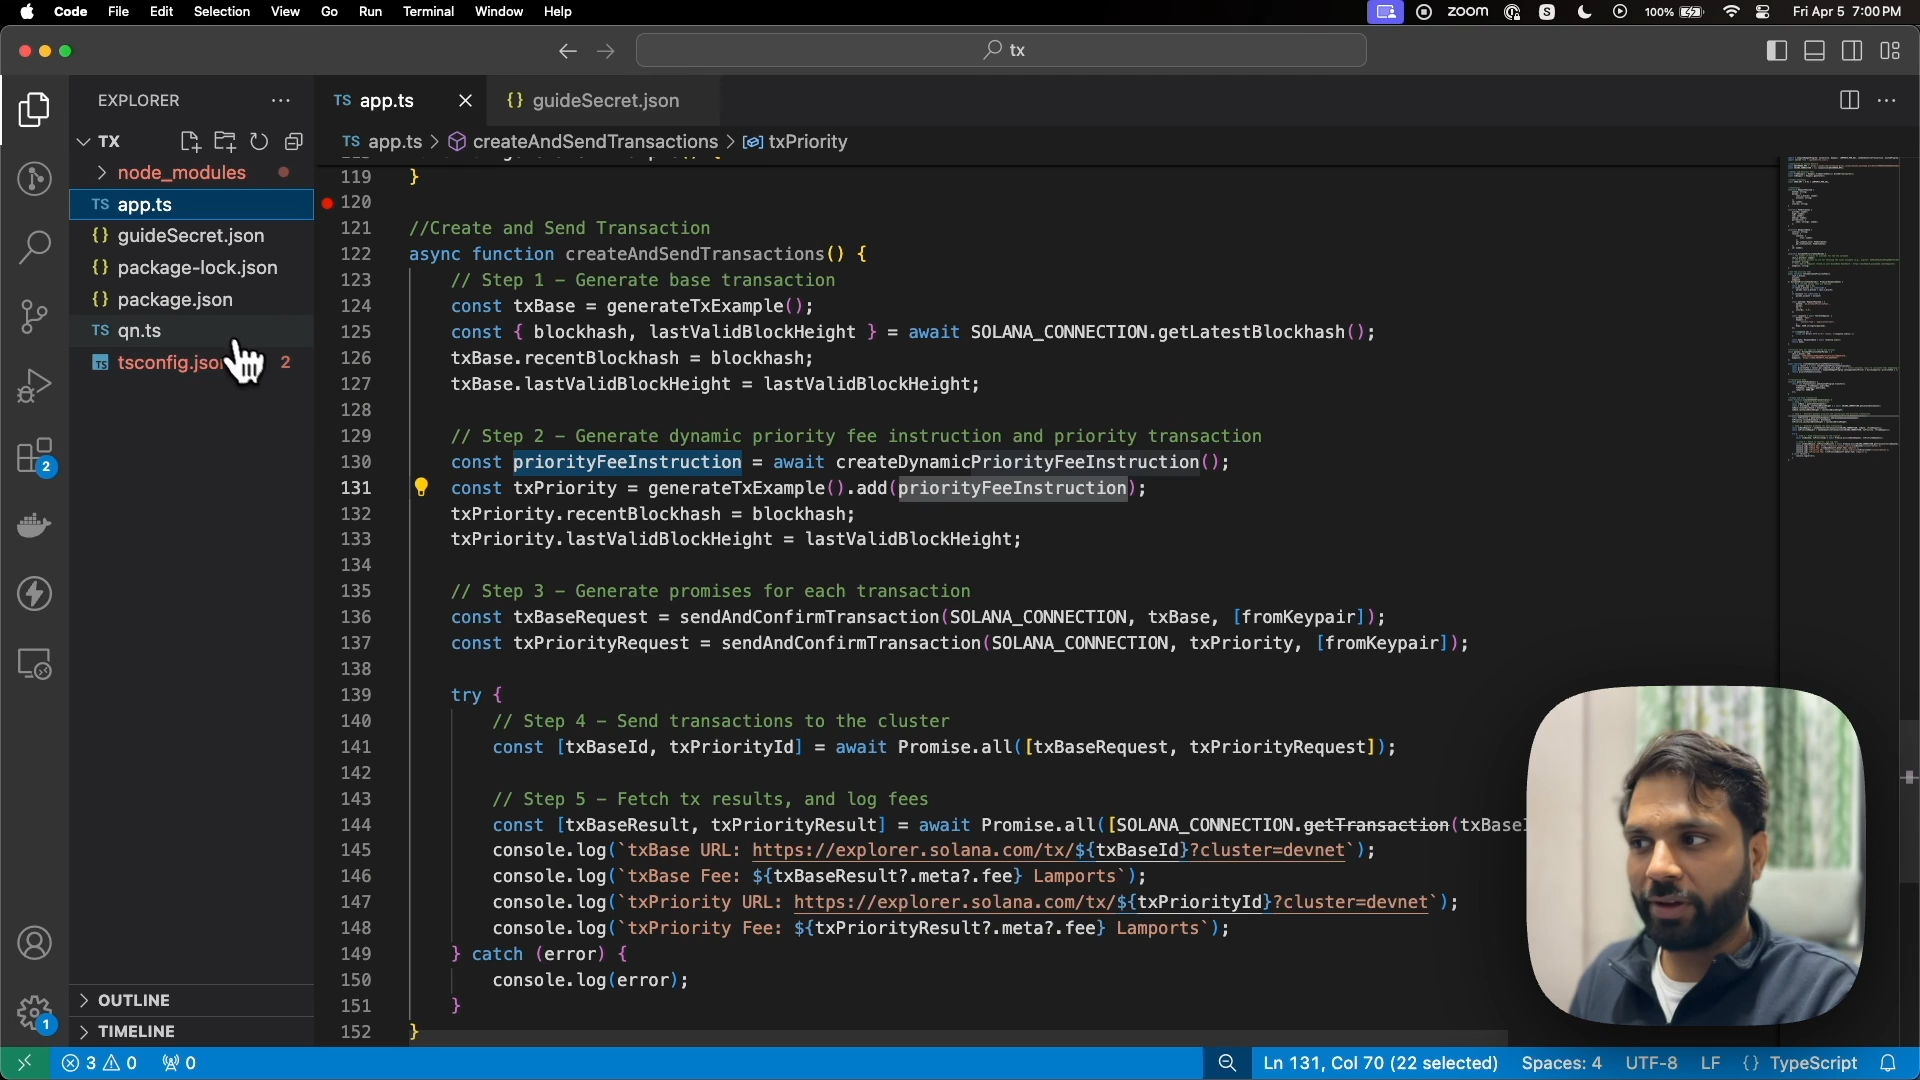 Code File Edit Selection View Go Run Terminal Window Help
zoom S 100% Fri Apr 5 7:00 PM
tx
EXPLORER
TX
node_modules
TS app.ts
{} guideSecret.json
{} package-lock.json
{} package.json
TS qn.ts
TS tsconfig.json 2
2
1
OUTLINE
TIMELINE
TS app.ts
{} guideSecret.json
TS app.ts > createAndSendTransactions > txPriority
119 }
120
121 //Create and Send Transaction
122 async function createAndSendTransactions() {
123 // Step 1 – Generate base transaction
124 const txBase = generateTxExample();
125 const { blockhash, lastValidBlockHeight } = await SOLANA_CONNECTION.getLatestBlockhash();
126 txBase.recentBlockhash = blockhash;
127 txBase.lastValidBlockHeight = lastValidBlockHeight;
128
129 // Step 2 – Generate dynamic priority fee instruction and priority transaction
130 const priorityFeeInstruction = await createDynamicPriorityFeeInstruction();
131 const txPriority = generateTxExample().add(priorityFeeInstruction);
132 txPriority.recentBlockhash = blockhash;
133 txPriority.lastValidBlockHeight = lastValidBlockHeight;
134
135 // Step 3 – Generate promises for each transaction
136 const txBaseRequest = sendAndConfirmTransaction(SOLANA_CONNECTION, txBase, [fromKeypair]);
137 const txPriorityRequest = sendAndConfirmTransaction(SOLANA_CONNECTION, txPriority, [fromKeypair]);
138
139 try {
140 // Step 4 – Send transactions to the cluster
141 const [txBaseId, txPriorityId] = await Promise.all([txBaseRequest, txPriorityRequest]);
142
143 // Step 5 – Fetch tx results, and log fees
144 const [txBaseResult, txPriorityResult] = await Promise.all([SOLANA_CONNECTION.getTransaction(txBaseI
145 console.log(`txBase URL: https://explorer.solana.com/tx/${txBaseId}?cluster=devnet`);
146 console.log(`txBase Fee: ${txBaseResult?.meta?.fee} Lamports`);
147 console.log(`txPriority URL: https://explorer.solana.com/tx/${txPriorityId}?cluster=devnet`);
148 console.log(`txPriority Fee: ${txPriorityResult?.meta?.fee} Lamports`);
149 } catch (error) {
150 console.log(error);
151 }
152 }
3 0 0 Ln 131, Col 70 (22 selected) Spaces: 4 UTF-8 LF {} TypeScript